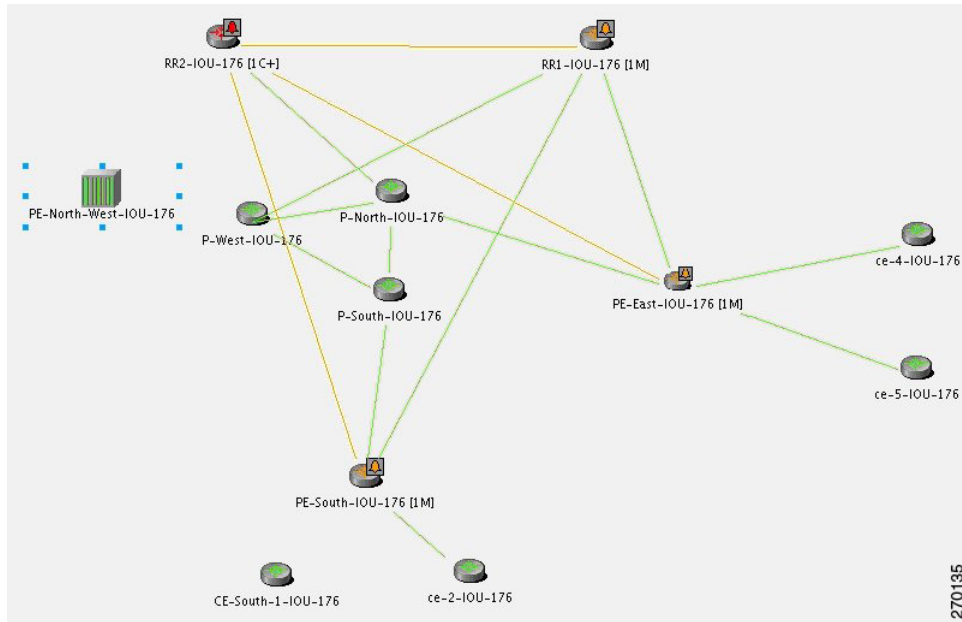 RR2-IOU-176 [1C+]
RR1-IOU-176 [1M]
PE-North-West-IOU-176
P-North-IOU-176
P-West-IOU-176
ce-4-IOU-176
PE-East-IOU-176 [1M]
P-South-IOU-176
ce-5-IOU-176
PE-South-IOU-176 [1M]
CE-South-1-IOU-176
ce-2-IOU-176
270135